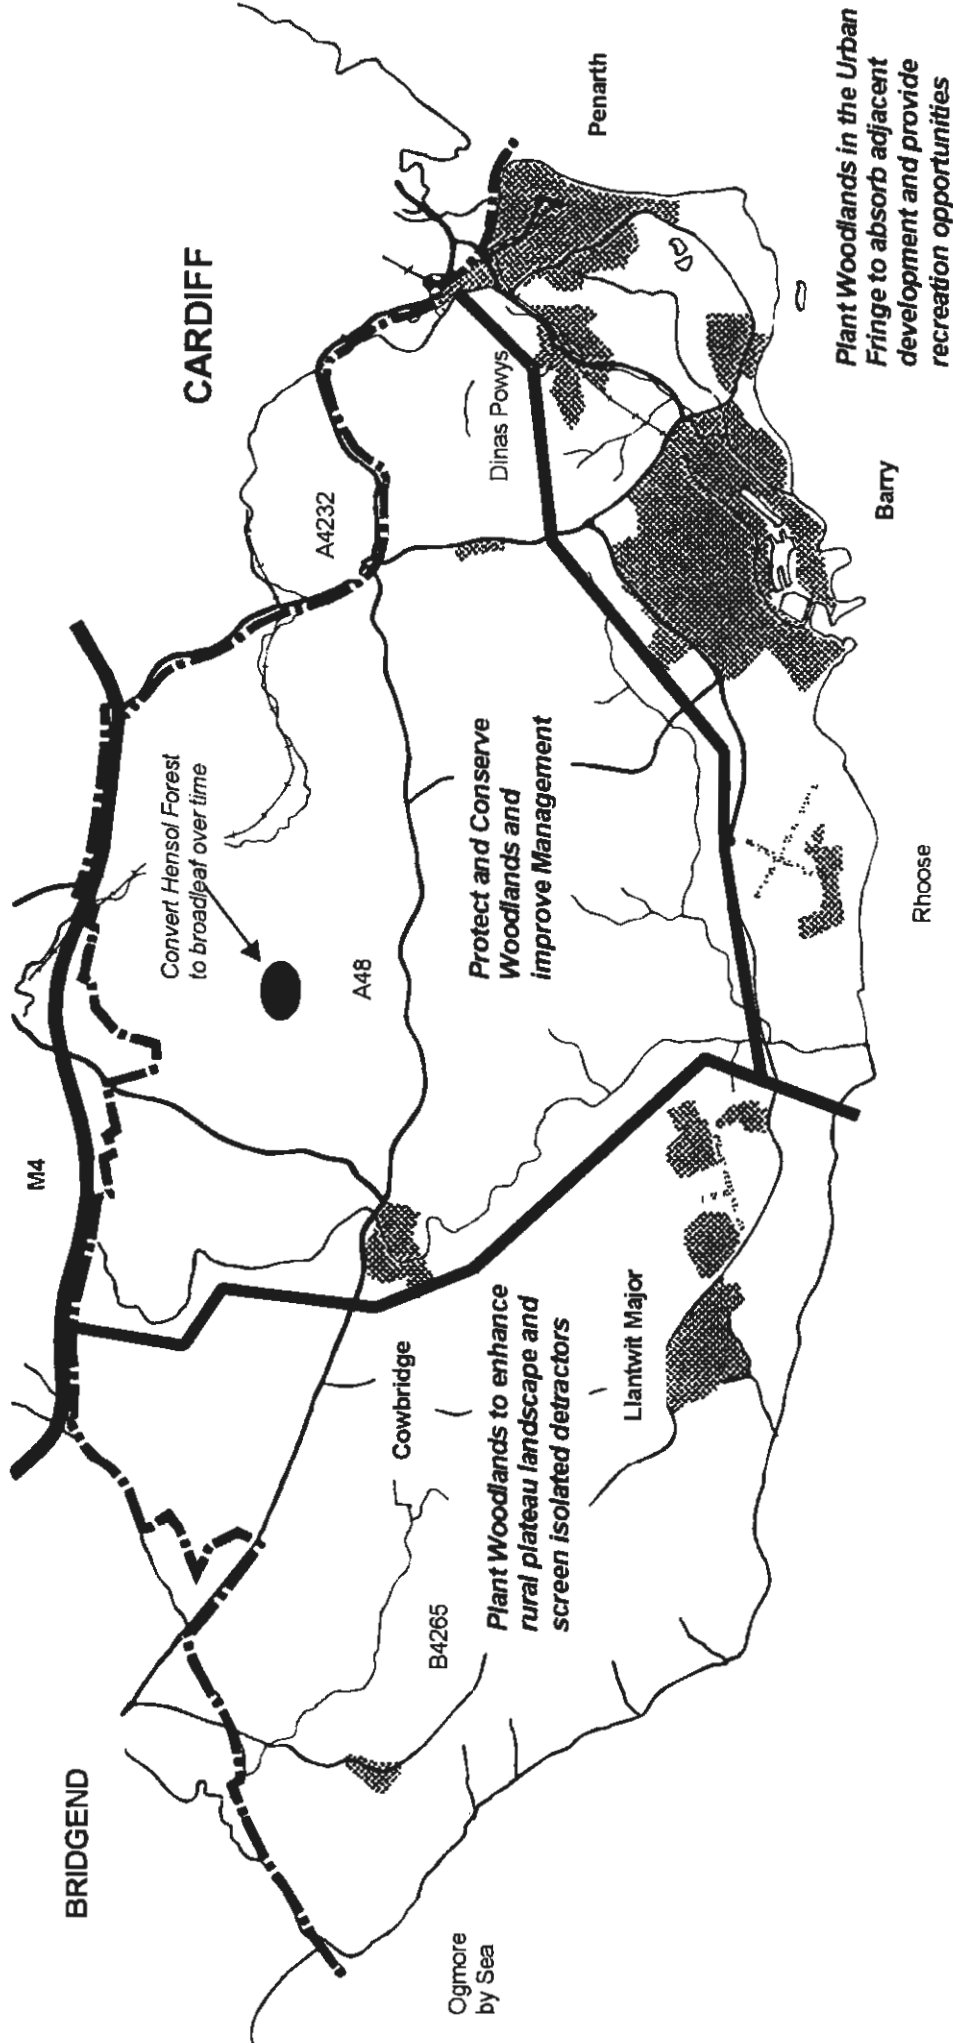 BRIDGEND
M4
CARDIFF
Convert Hensol Forest
to broadleaf over time
A4232
A48
Penarth
Dinas Powys
Cowbridge
B4265
Ogmore
by Sea
Protect and Conserve
Woodlands and
improve Management
Plant Woodlands to enhance
rural plateau landscape and
screen isolated detractors
Llantwit Major
Barry
Rhoose
Plant Woodlands in the Urban
Fringe to absorb adjacent
development and provide
recreation opportunities